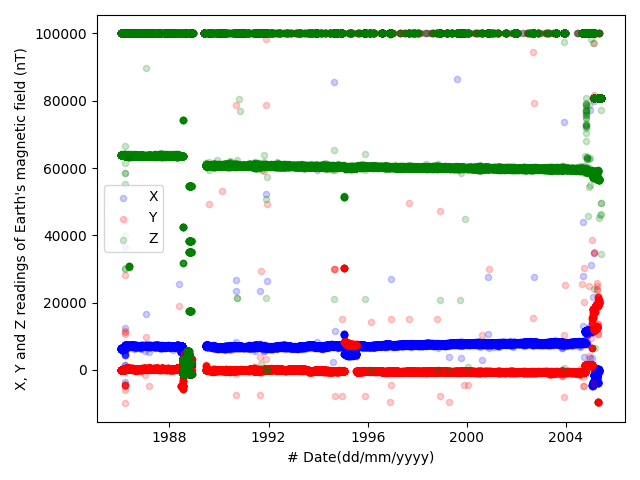 100000
80000
60000
40000
20000
0
X, Y and Z readings of Earth's magnetic field (nT)
X
Y
Z
1988
1992
1996
2000
2004
# Date(dd/mm/yyyy)